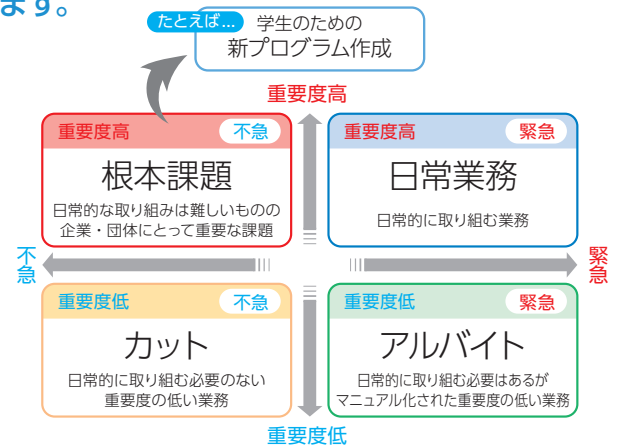 ます。
たとえば… 学生のための
新プログラム作成
重要度高
重要度高 不急
根本課題
日常的な取り組みは難しいものの
企業・団体にとって重要な課題
重要度高 緊急
日常業務
日常的に取り組む業務
不急
緊急
重要度低 不急
カット
日常的に取り組む必要のない
重要度の低い業務
重要度低 緊急
アルバイト
日常的に取り組む必要はあるが
マニュアル化された重要度の低い業務
重要度低